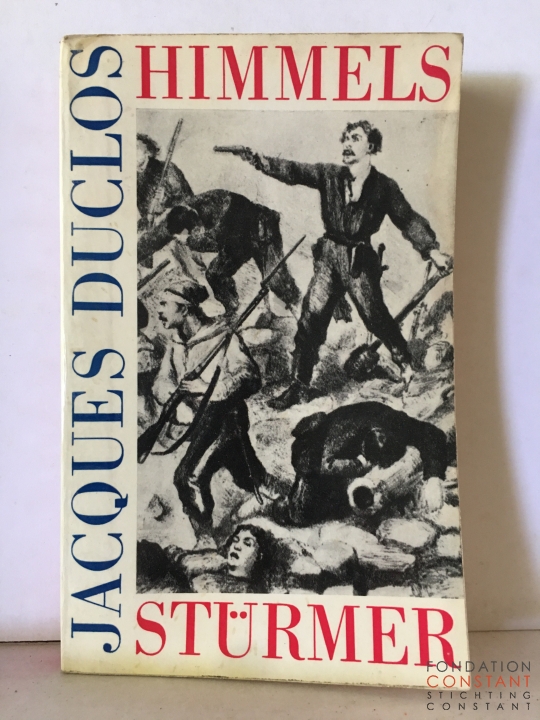 JACQUES DUCLOS
HIMMELS
STÜRMER
FONDATION
CONSTANT
STICHTING
CONSTANT